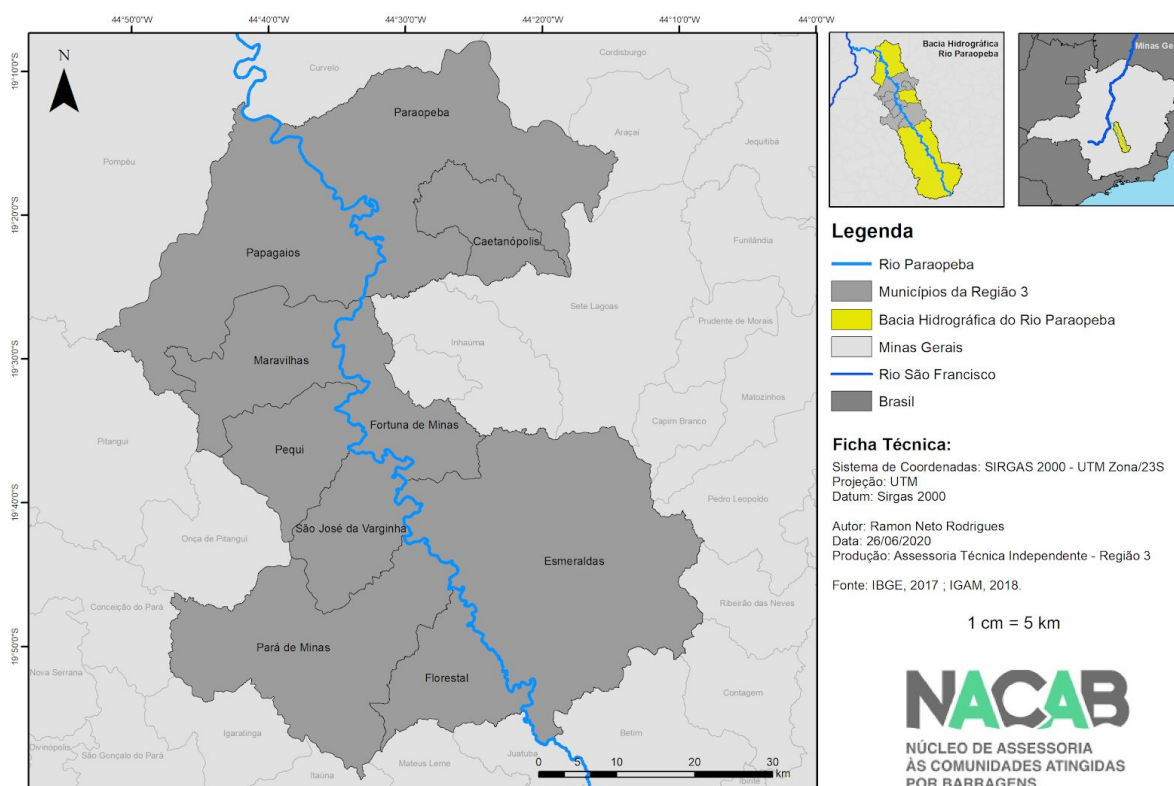 44°50'0"W
44°40'0"W
44°30'0"W
44°20'0"W
44°10'0"W
44°0'0"W
19°10'0"S
19°20'0"S
19°30'0"S
19°40'0"S
19°50'0"S
N
Curvelo
Cordisburgo
Paraopeba
Araçaí
Jequitibá
Pompéu
Caetanópolis
Funilândia
Papagaios
Sete Lagoas
Prudente de Morais
Inhaúma
Maravilhas
Matozinhos
Capim Branco
Fortuna de Minas
Pitangui
Pequi
Pedro Leopoldo
São José da Varginha
Onça de Pitangui
Esmeraldas
Ribeirão das Neves
Conceição do Pará
Pará de Minas
Nova Serrana
Florestal
Contagem
Igaratinga
Betim
Divinópolis
São Gonçalo do Pará
Juatuba
Mateus Leme
Itaúna
Ibirité
0 5 10 20 30
km
Bacia Hidrográfica
Rio Paraopeba
Minas Ge
Legenda
Rio Paraopeba
Municípios da Região 3
Bacia Hidrográfica do Rio Paraopeba
Minas Gerais
Rio São Francisco
Brasil
Ficha Técnica:
Sistema de Coordenadas: SIRGAS 2000 - UTM Zona/23S
Projeção: UTM
Datum: Sirgas 2000
Autor: Ramon Neto Rodrigues
Data: 26/06/2020
Produção: Assessoria Técnica Independente - Região 3
Fonte: IBGE, 2017 ; IGAM, 2018.
1 cm = 5 km
NACAB
NÚCLEO DE ASSESSORIA
ÀS COMUNIDADES ATINGIDAS
POR BARRAGENS